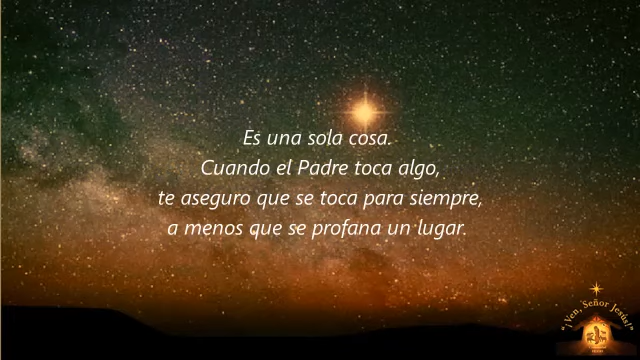 Es una sola cosa.
Cuando el Padre toca algo,
te aseguro que se toca para siempre,
a menos que se profana un lugar.
"¡Ven, Señor Jesús!"